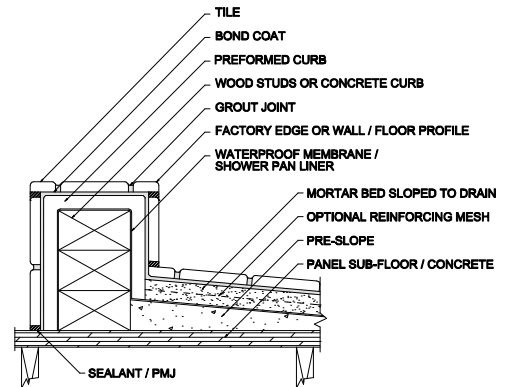 TILE
BOND COAT
PREFORMED CURB
WOOD STUDS OR CONCRETE CURB
GROUT JOINT
FACTORY EDGE OR WALL / FLOOR PROFILE
WATERPROOF MEMBRANE /
SHOWER PAN LINER
MORTAR BED SLOPED TO DRAIN
OPTIONAL REINFORCING MESH
PRE-SLOPE
PANEL SUB-FLOOR / CONCRETE
SEALANT / PMJ